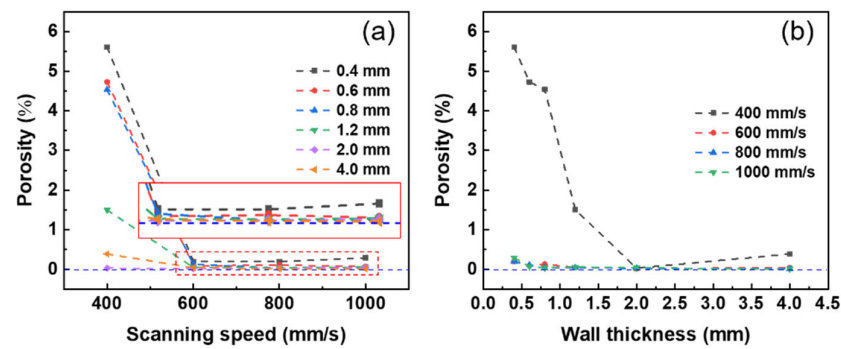 (a)
6
5
4
3
2
1
0
Porosity (%)
0.4 mm
0.6 mm
0.8 mm
1.2 mm
2.0 mm
4.0 mm
400 600 800 1000
Scanning speed (mm/s)
(b)
6
5
4
3
2
1
0
Porosity (%)
400 mm/s
600 mm/s
800 mm/s
1000 mm/s
0.0 0.5 1.0 1.5 2.0 2.5 3.0 3.5 4.0 4.5
Wall thickness (mm)